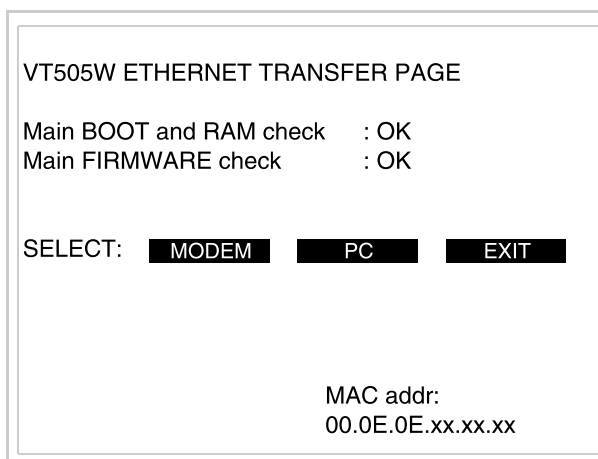 VT505W ETHERNET TRANSFER PAGE
Main BOOT and RAM check : OK
Main FIRMWARE check : OK
SELECT: MODEM PC EXIT
MAC addr:
00.0E.0E.xx.xx.xx